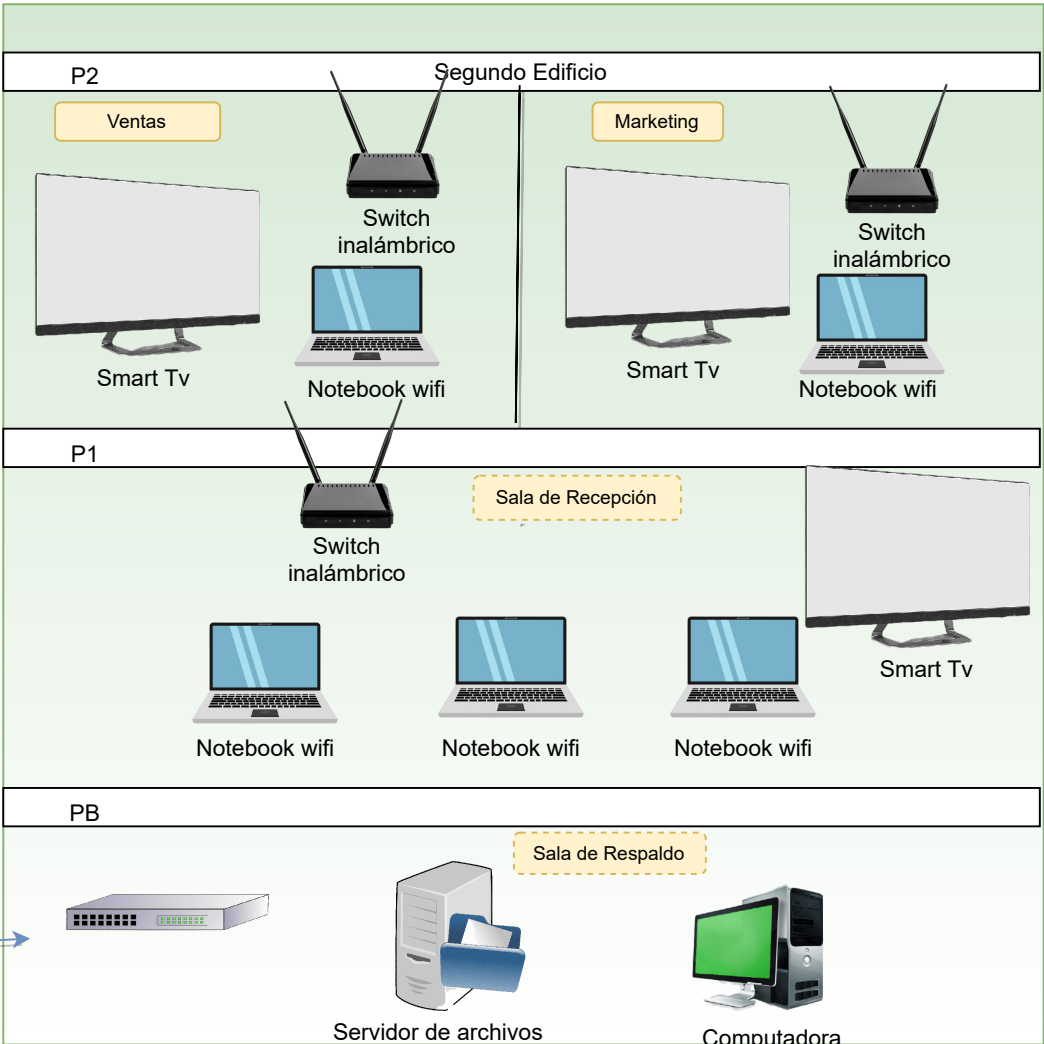 P2
Segundo Edificio
Ventas
Marketing
Switch
inalámbrico
Switch
inalámbrico
Smart Tv
Notebook wifi
Smart Tv
Notebook wifi
P1
Sala de Recepción
Switch
inalámbrico
Smart Tv
Notebook wifi
Notebook wifi
Notebook wifi
PB
Sala de Respaldo
Servidor de archivos
Computadora